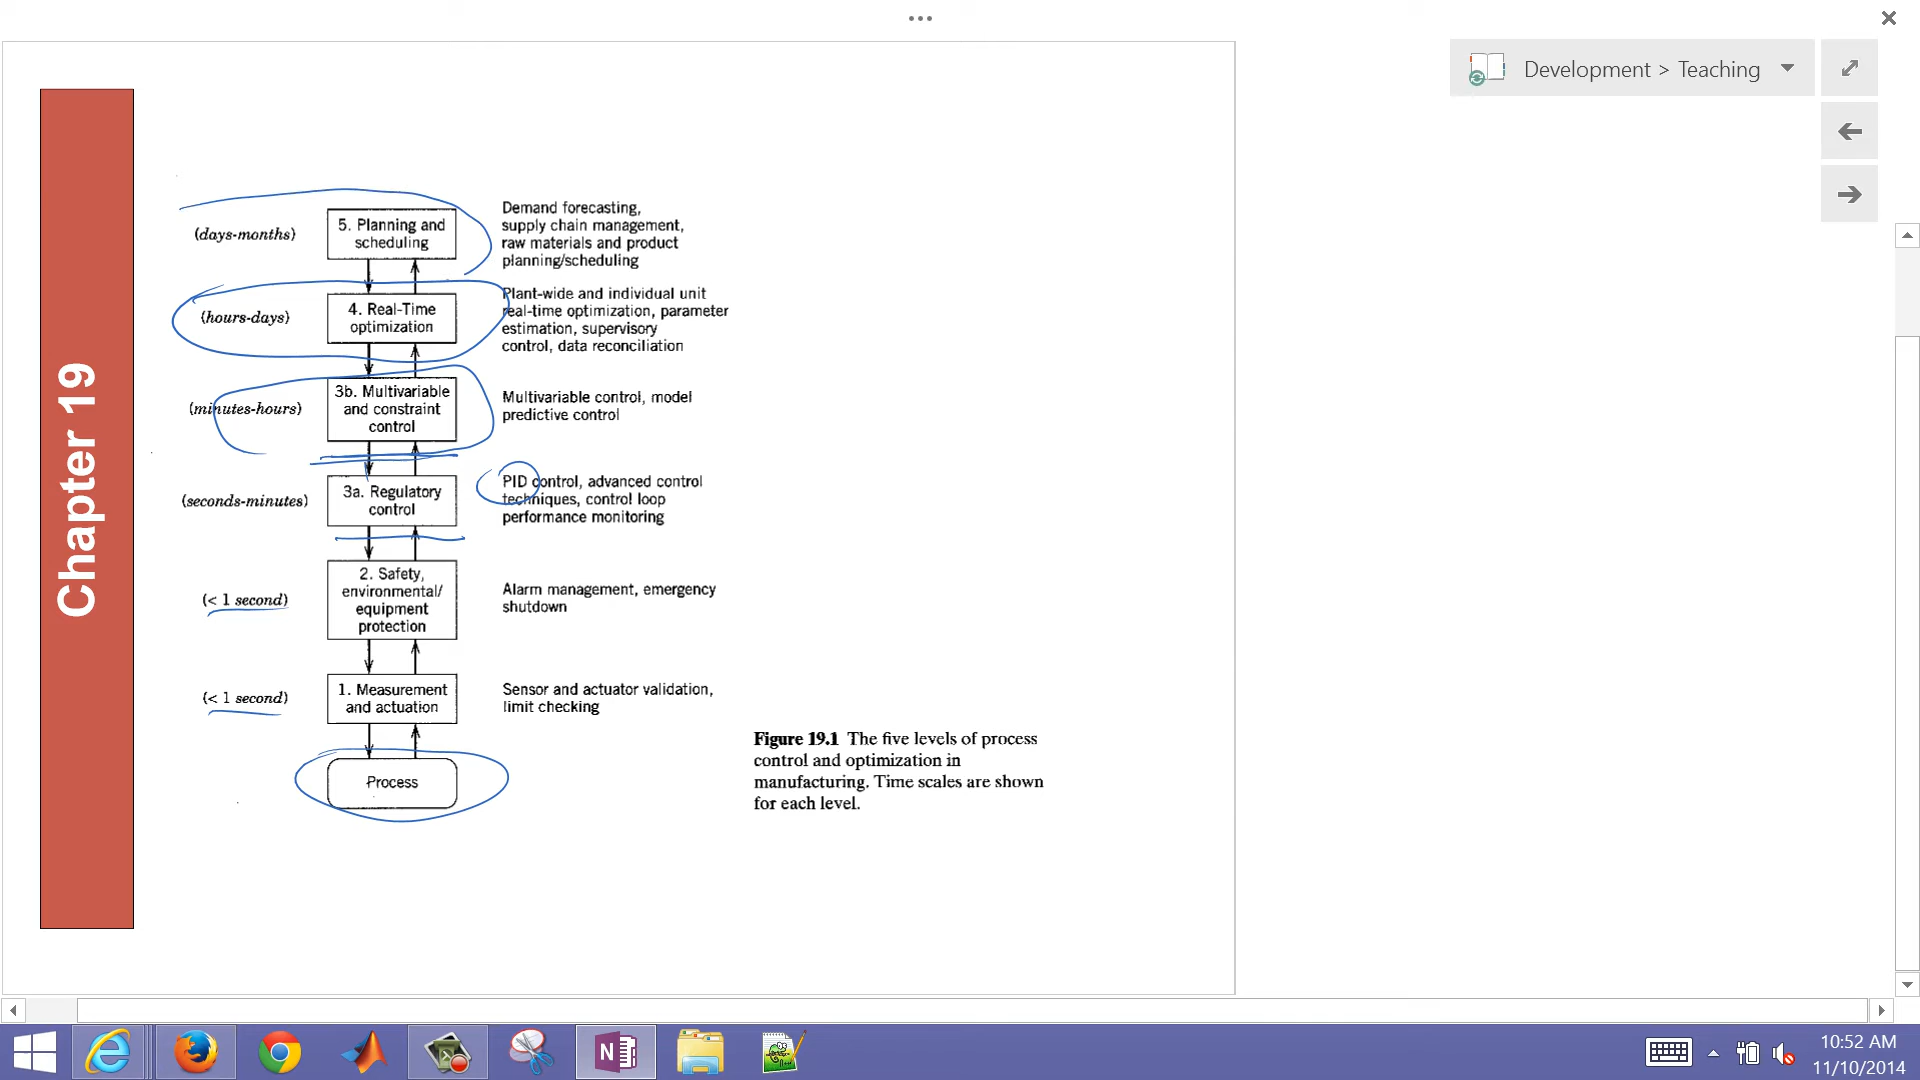 Development > Teaching
Chapter 19
(days-months)
5. Planning and
scheduling
Demand forecasting,
supply chain management,
raw materials and product
planning/scheduling
(hours-days)
4. Real-Time
optimization
Plant-wide and individual unit
real-time optimization, parameter
estimation, supervisory
control, data reconciliation
(minutes-hours)
3b. Multivariable
and constraint
control
Multivariable control, model
predictive control
(seconds-minutes)
3a. Regulatory
control
PID control, advanced control
techniques, control loop
performance monitoring
(< 1 second)
2. Safety,
environmental/
equipment
protection
Alarm management, emergency
shutdown
(< 1 second)
1. Measurement
and actuation
Sensor and actuator validation,
limit checking
Process
Figure 19.1 The five levels of process
control and optimization in
manufacturing. Time scales are shown
for each level.
10:52 AM
11/10/2014